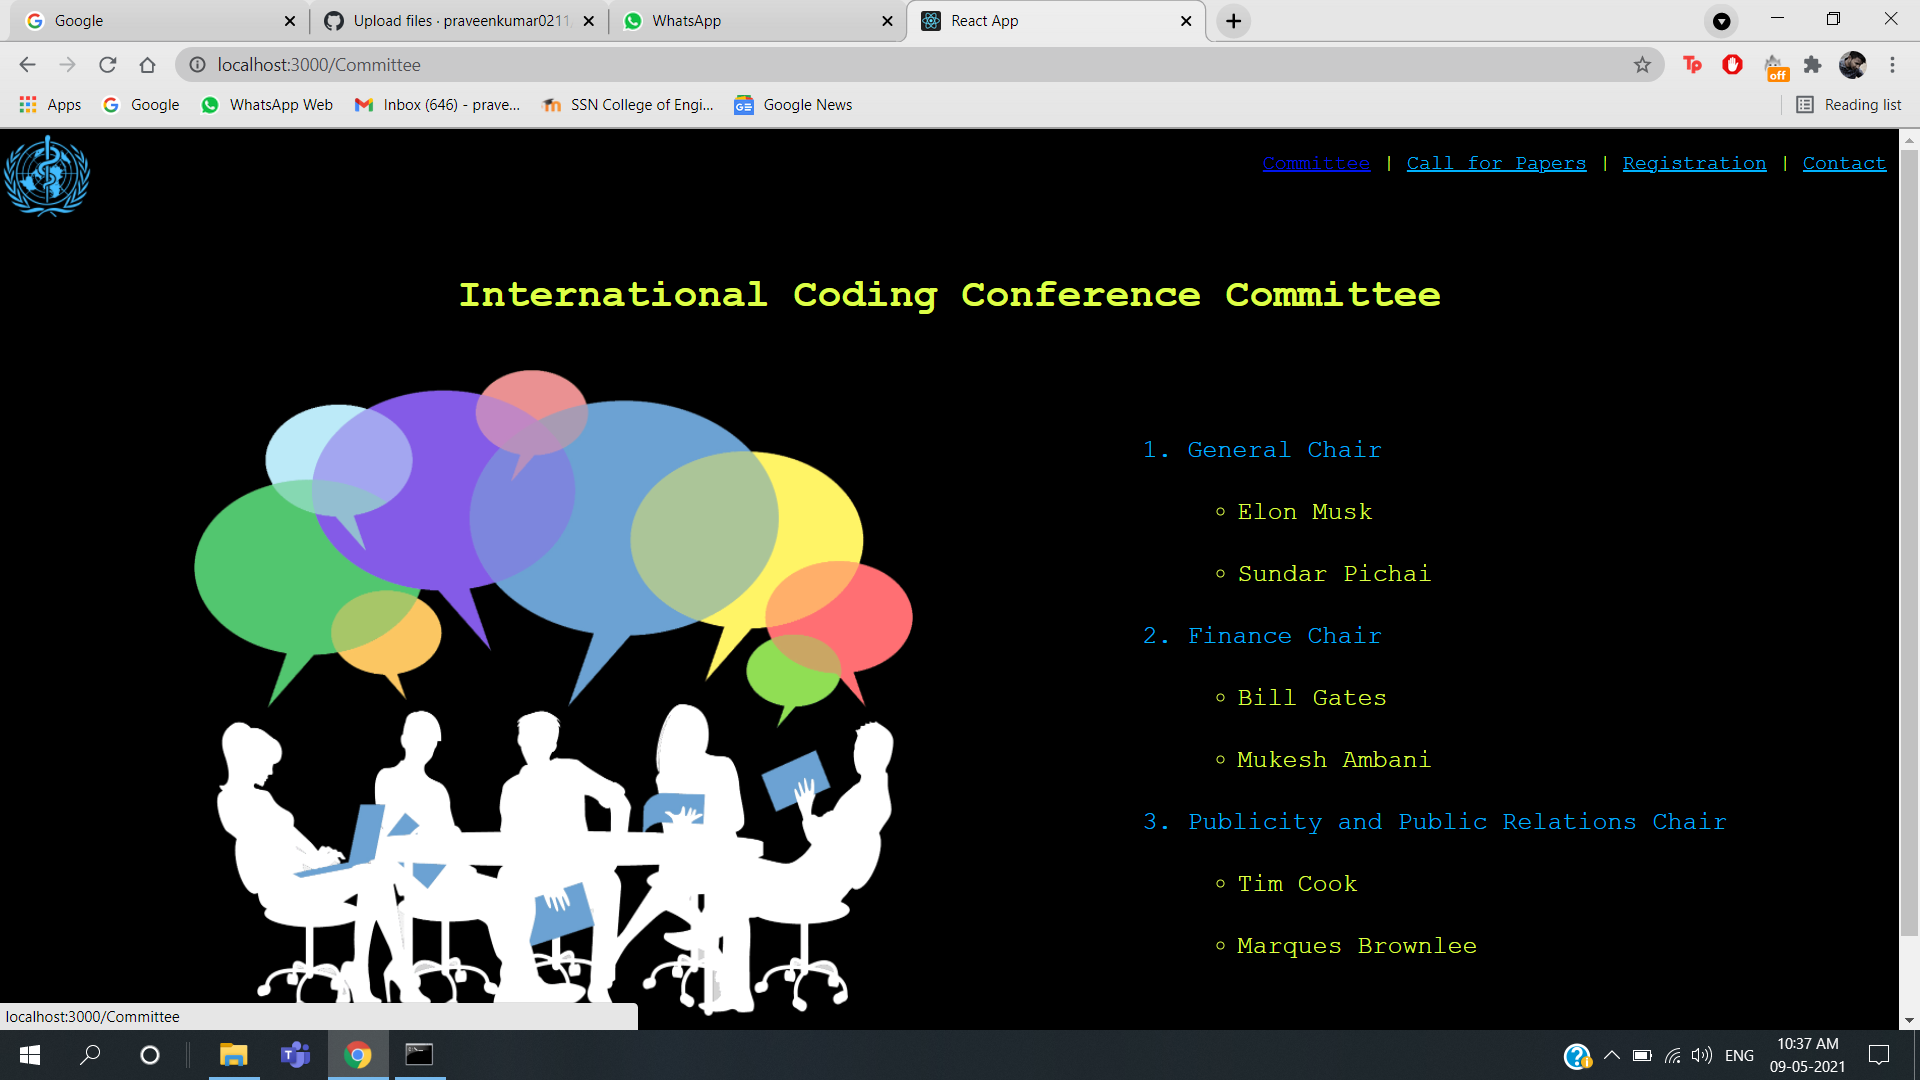 Google
Upload files · praveenkumar0211
WhatsApp
React App
localhost:3000/Committee
Tp
off
Apps
Google
WhatsApp Web
Inbox (646) - prave...
SSN College of Engi...
GE
Google News
Reading list
Committee | Call for Papers | Registration | Contact
International Coding Conference Committee
1. General Chair
Elon Musk
Sundar Pichai
2. Finance Chair
Bill Gates
Mukesh Ambani
3. Publicity and Public Relations Chair
Tim Cook
Marques Brownlee
localhost:3000/Committee
ENG
10:37 AM
09-05-2021